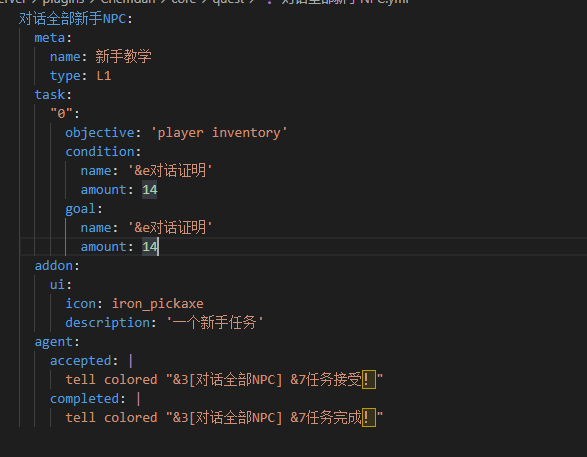 erver > plugins > Chemdah > core > quest > ! 对话全部新手NPC.yml
对话全部新手NPC:
meta:
name: 新手教学
type: L1
task:
"0":
objective: 'player inventory'
condition:
name: '&e对话证明'
amount: 14
goal:
name: '&e对话证明'
amount: 14
addon:
ui:
icon: iron_pickaxe
description: '一个新手任务'
agent:
accepted: |
tell colored "&3[对话全部NPC] &7任务接受！"
completed: |
tell colored "&3[对话全部NPC] &7任务完成！"